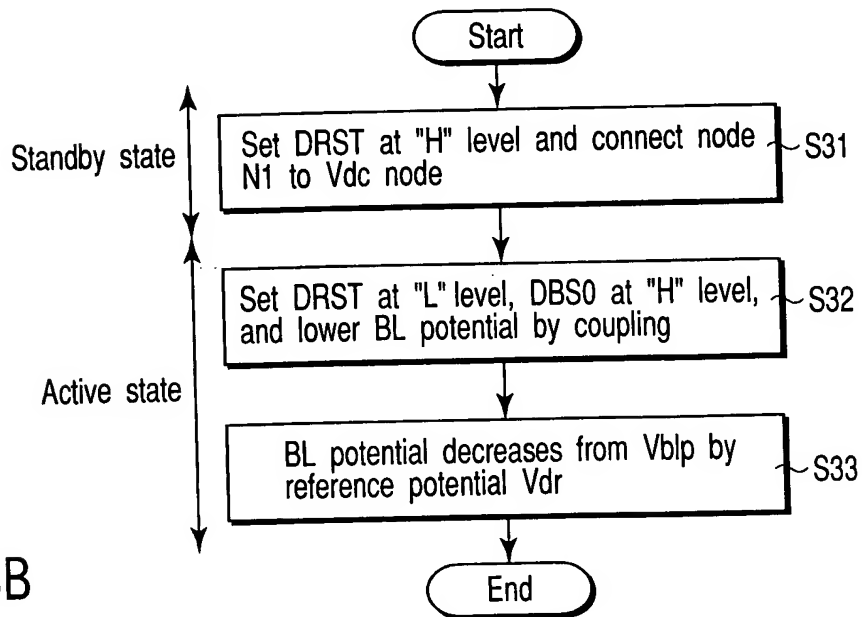 Start
Standby state
Set DRST at "H" level and connect node
N1 to Vdc node
S31
Set DRST at "L" level, DBS0 at "H" level,
and lower BL potential by coupling
S32
Active state
BL potential decreases from Vblp by
reference potential Vdr
S33
End